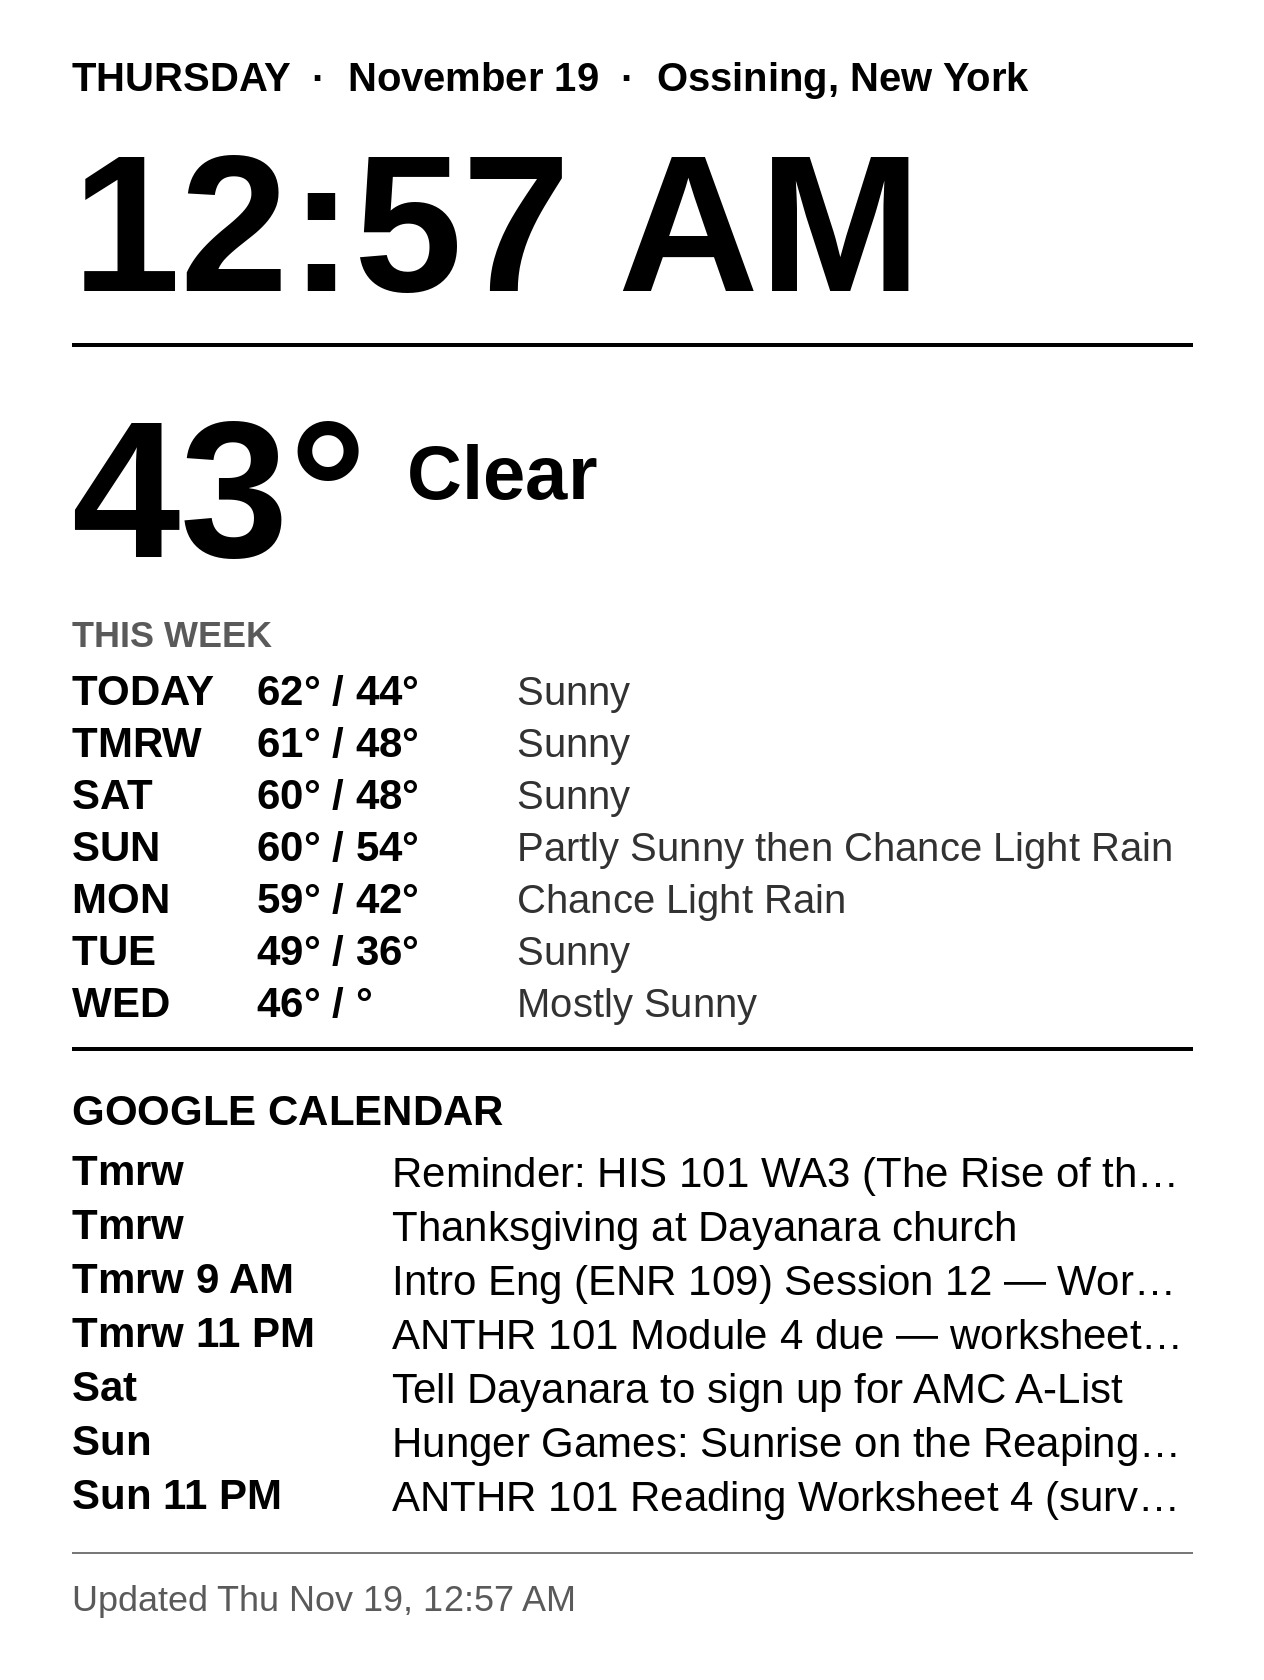 THURSDAY · November 19 · Ossining, New York
12:57 AM
43° Clear
THIS WEEK
TODAY 62° / 44° Sunny
TMRW 61° / 48° Sunny
SAT 60° / 48° Sunny
SUN 60° / 54° Partly Sunny then Chance Light Rain
MON 59° / 42° Chance Light Rain
TUE 49° / 36° Sunny
WED 46° / ° Mostly Sunny
GOOGLE CALENDAR
Tmrw Reminder: HIS 101 WA3 (The Rise of th…
Tmrw Thanksgiving at Dayanara church
Tmrw 9 AM Intro Eng (ENR 109) Session 12 — Wor…
Tmrw 11 PM ANTHR 101 Module 4 due — worksheet…
Sat Tell Dayanara to sign up for AMC A-List
Sun Hunger Games: Sunrise on the Reaping…
Sun 11 PM ANTHR 101 Reading Worksheet 4 (surv…
Updated Thu Nov 19, 12:57 AM